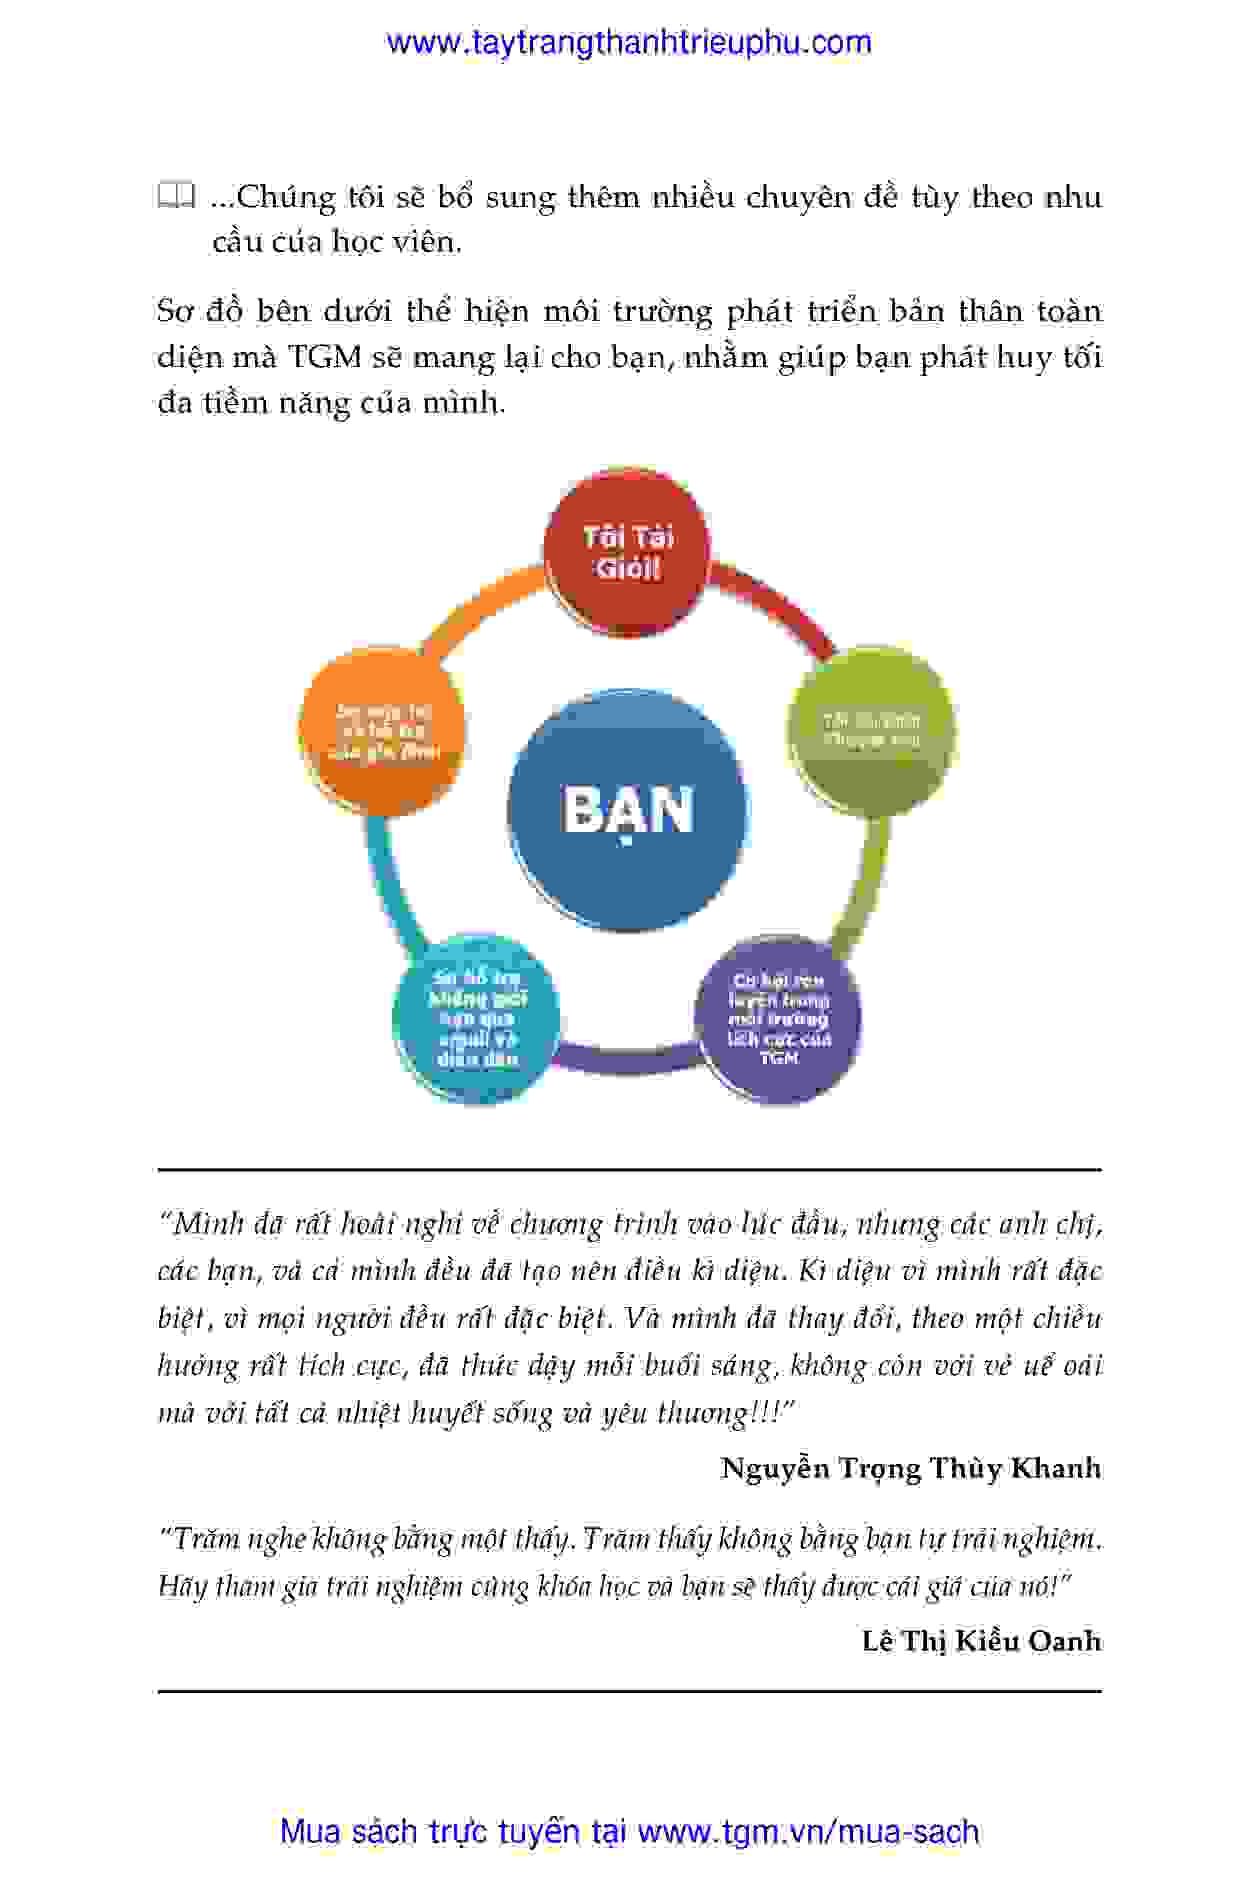 www.taytrangthanhtrieuphu.com
...Chúng tôi sẽ bổ sung thêm nhiều chuyên đề tùy theo nhu
cầu của học viên.
Sơ đồ bên dưới thể hiện môi trường phát triển bản thân toàn
diện mà TGM sẽ mang lại cho bạn, nhằm giúp bạn phát huy tối
đa tiềm năng của mình.
Tôi Tài
Giỏi!
của gia đình
BẠN
Sự hỗ trợ
không giới
hạn qua
email và
diễn đàn
Cơ hội rèn
luyện trong
môi trường
tích cực của
TGM
“Mình đã rất hoài nghi về chương trình vào lúc đầu, nhưng các anh chị,
các bạn, và cả mình đều đã tạo nên điều kì diệu. Kì diệu vì mình rất đặc
biệt, vì mọi người đều rất đặc biệt. Và mình đã thay đổi, theo một chiều
hướng rất tích cực, đã thức dậy mỗi buổi sáng, không còn với vẻ uể oải
mà với tất cả nhiệt huyết sống và yêu thương!!!”
Nguyễn Trọng Thùy Khanh
“Trăm nghe không bằng một thấy. Trăm thấy không bằng bạn tự trải nghiệm.
Hãy tham gia trải nghiệm cùng khóa học và bạn sẽ thấy được cái giá của nó!”
Lê Thị Kiều Oanh
Mua sách trực tuyến tại www.tgm.vn/mua-sach